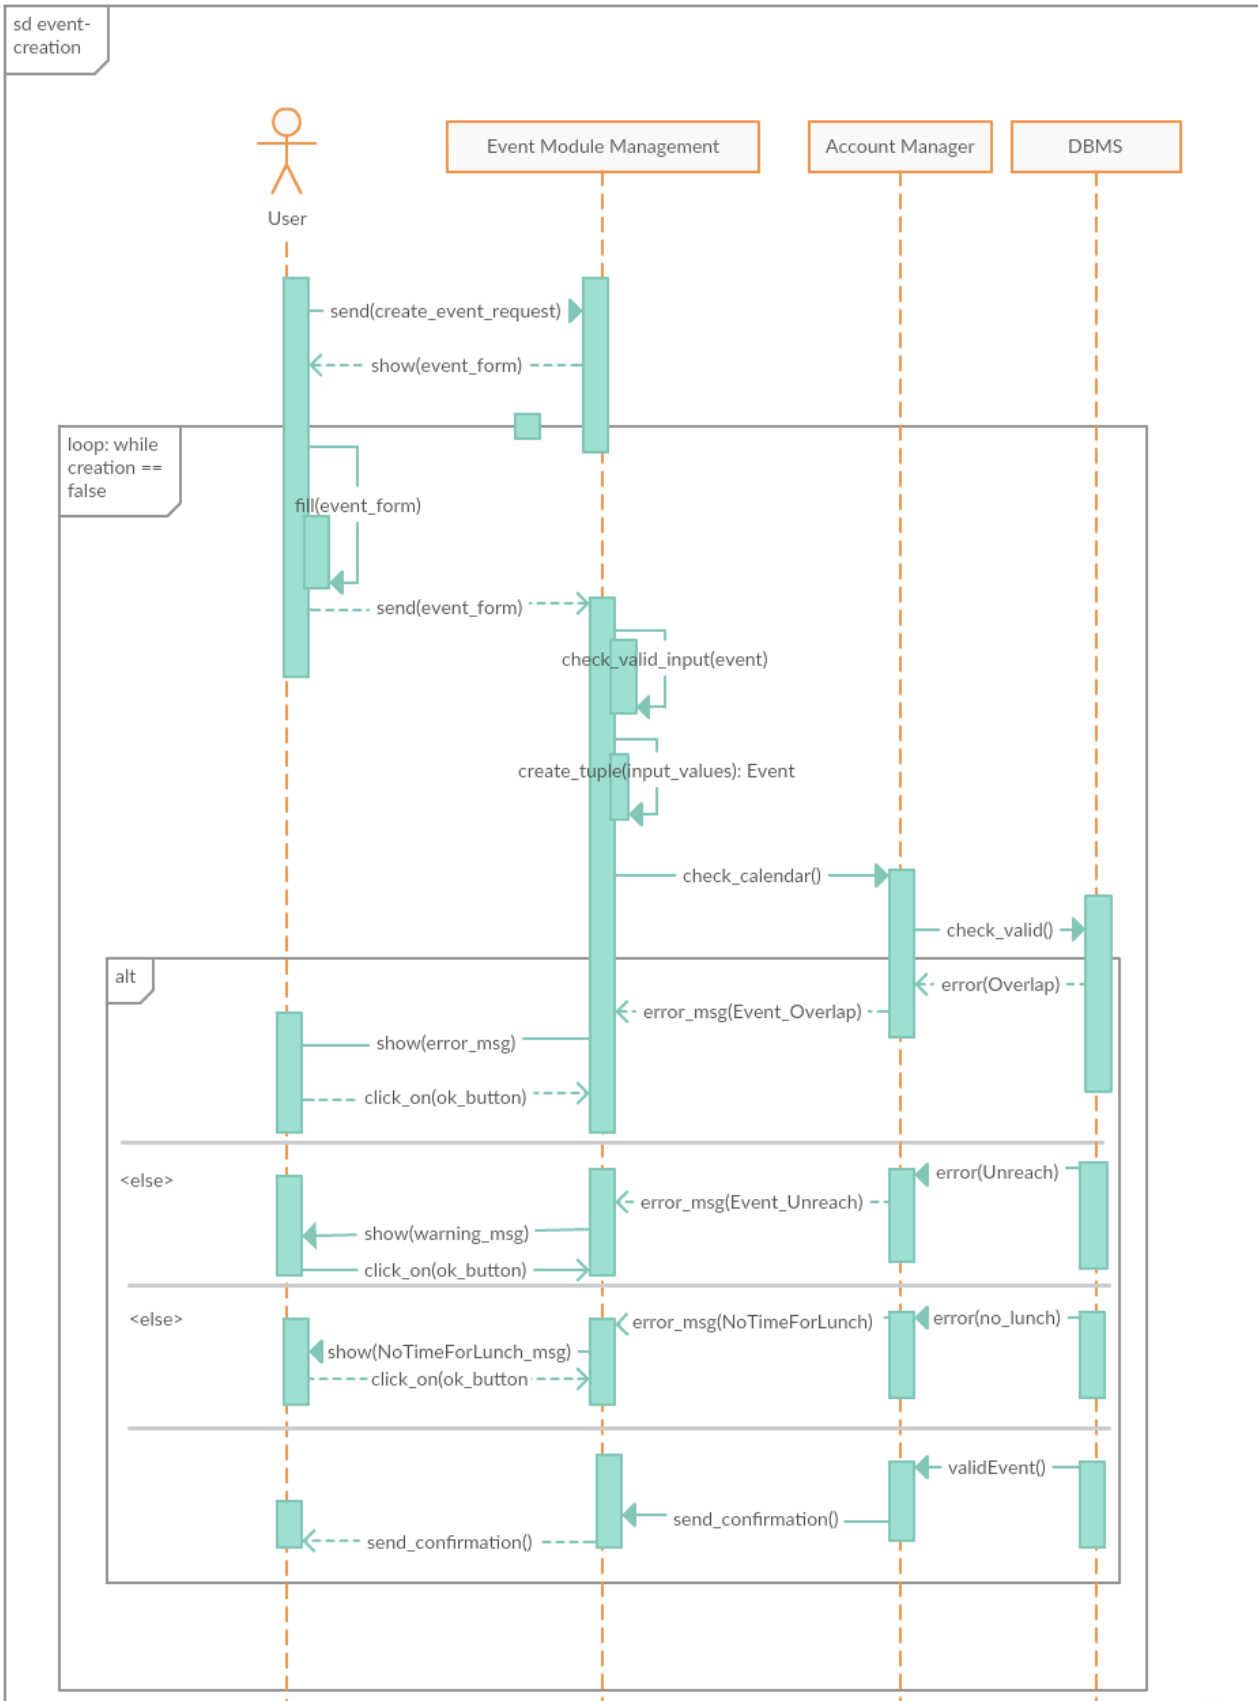 sd event-
creation
User
Event Module Management
Account Manager
DBMS
send(create_event_request)
show(event_form)
loop: while
creation ==
false
fill(event_form)
send(event_form)
check_valid_input(event)
create_tuple(input_values): Event
check_calendar()
check_valid()
alt
error(Overlap)
error_msg(Event_Overlap)
show(error_msg)
click_on(ok_button)
<else>
error(Unreach)
error_msg(Event_Unreach)
show(warning_msg)
click_on(ok_button)
<else>
error(no_lunch)
error_msg(NoTimeForLunch)
show(NoTimeForLunch_msg)
click_on(ok_button
validEvent()
send_confirmation()
send_confirmation()